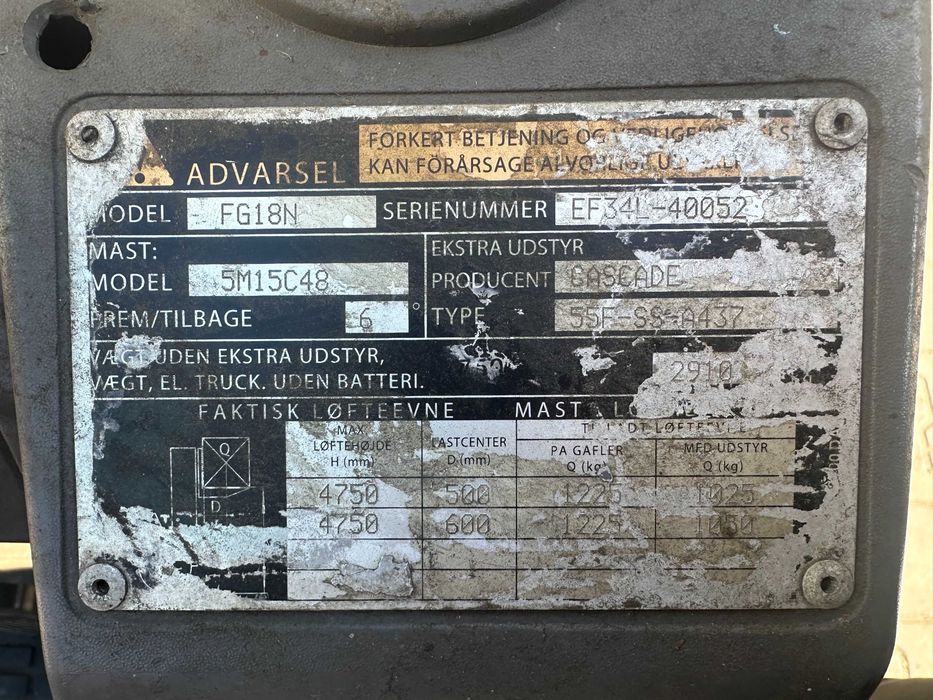 ADVARSEL
FORKERT BETJENING OG
KAN FÖRÅRSAGE
MODEL FG18N SERIENUMMER EF34L-40052
MAST:
MODEL 5M15C48
FREM/TILBAGE 6°
EKSTRA UDSTYR
PRODUCENT CASCADE
TYPE 55F-SS-A437
VÆGT UDEN EKSTRA UDSTYR,
VÆGT, EL. TRUCK. UDEN BATTERI. 2910
FAKTISK LØFTEEVNE MAST
MAX. LØFTEHØJDE H (mm)
LASTCENTER D (mm)
PA GAFLER Q (kg)
MED UDSTYR Q (kg)
Q
D
4750 500 1225 1025
4750 600 1225